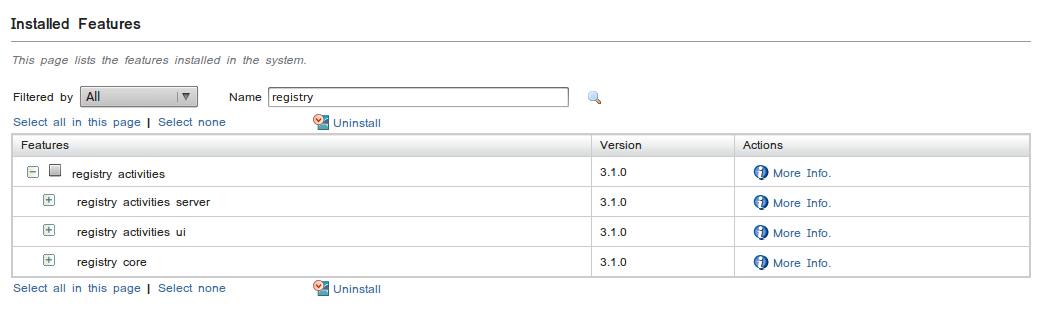 Installed Features
This page lists the features installed in the system.
Filtered by All Name registry
Select all in this page | Select none Uninstall
Features Version Actions
registry activities 3.1.0 More Info.
registry activities server 3.1.0 More Info.
registry activities ui 3.1.0 More Info.
registry core 3.1.0 More Info.
Select all in this page | Select none Uninstall